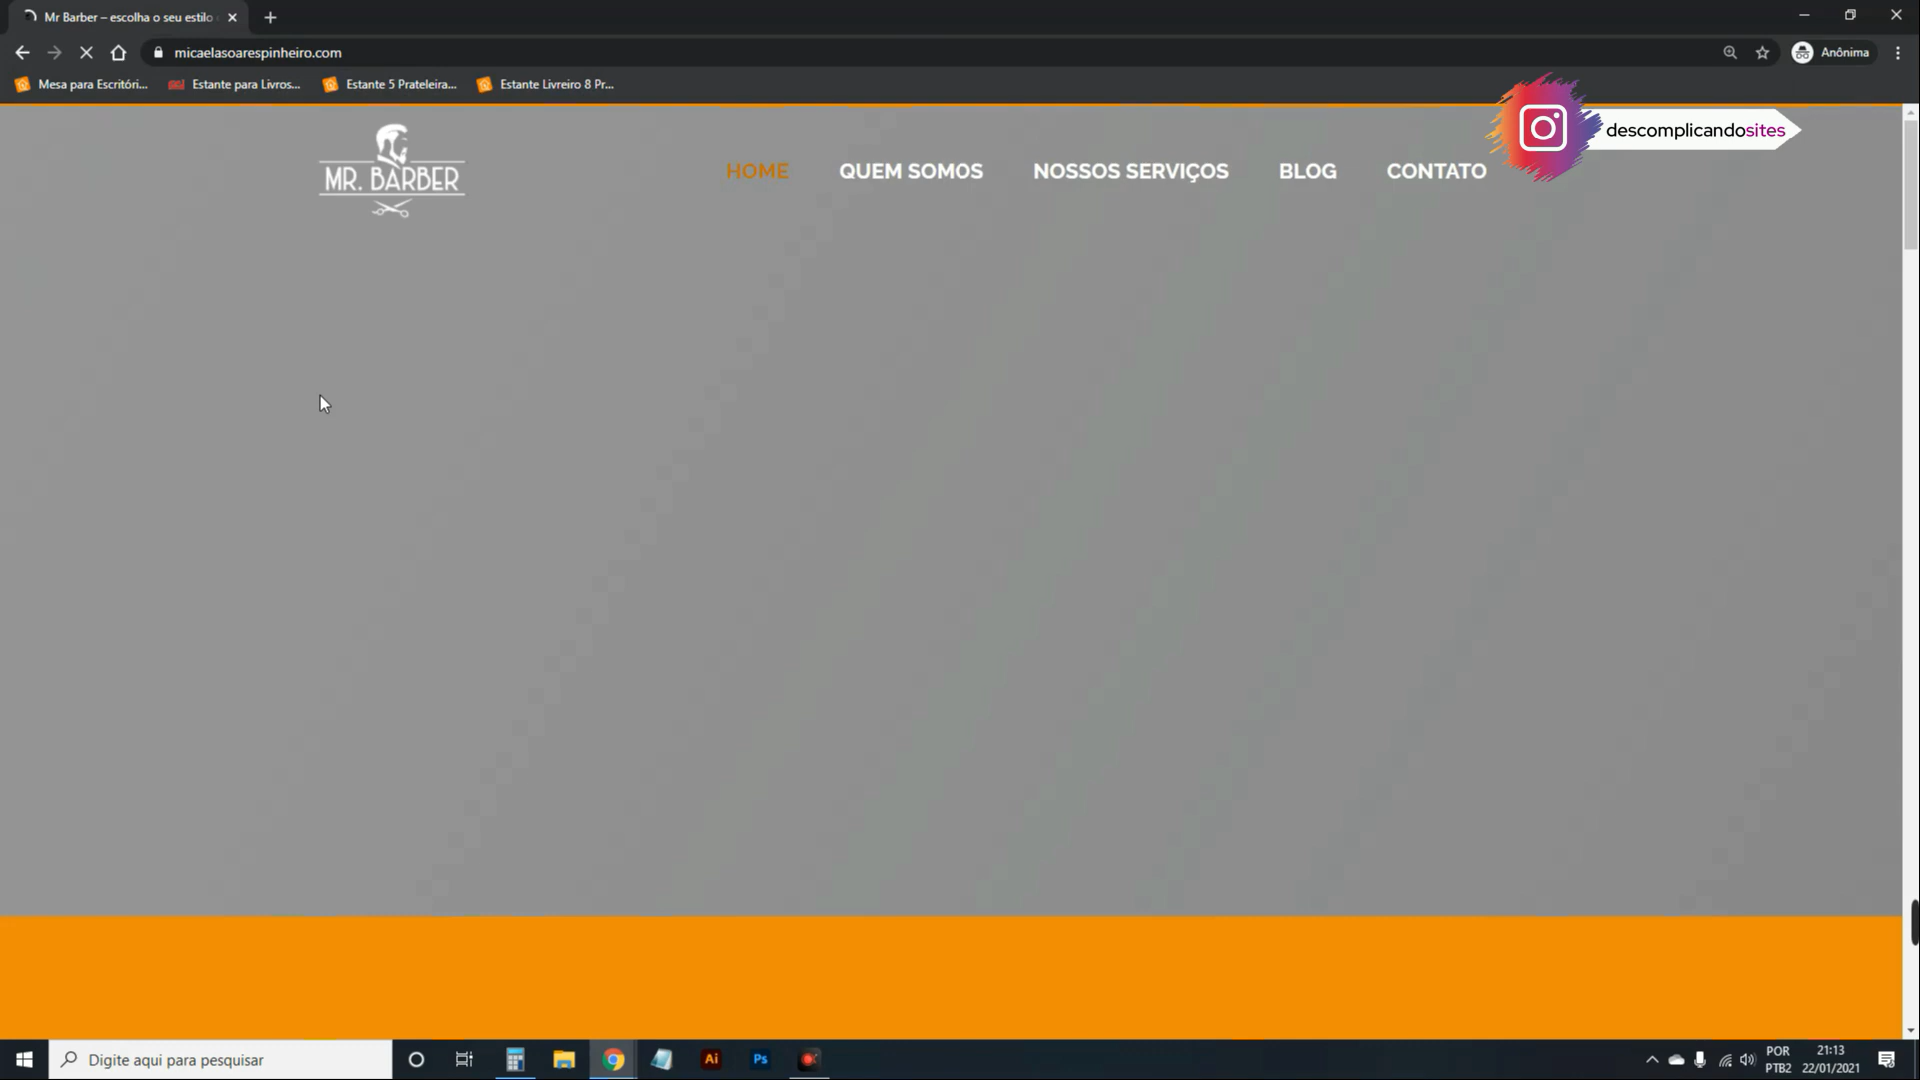 Mr Barber – escolha o seu estilo
micaelasoarespinheiro.com
Anônima
Mesa para Escritóri...
Estante para Livros...
Estante 5 Prateleira...
Estante Livreiro 8 Pr...
descomplicandosites
MR. BARBER
HOME
QUEM SOMOS
NOSSOS SERVIÇOS
BLOG
CONTATO
Digite aqui para pesquisar
Ai
Ps
POR
PTB2
21:13
22/01/2021